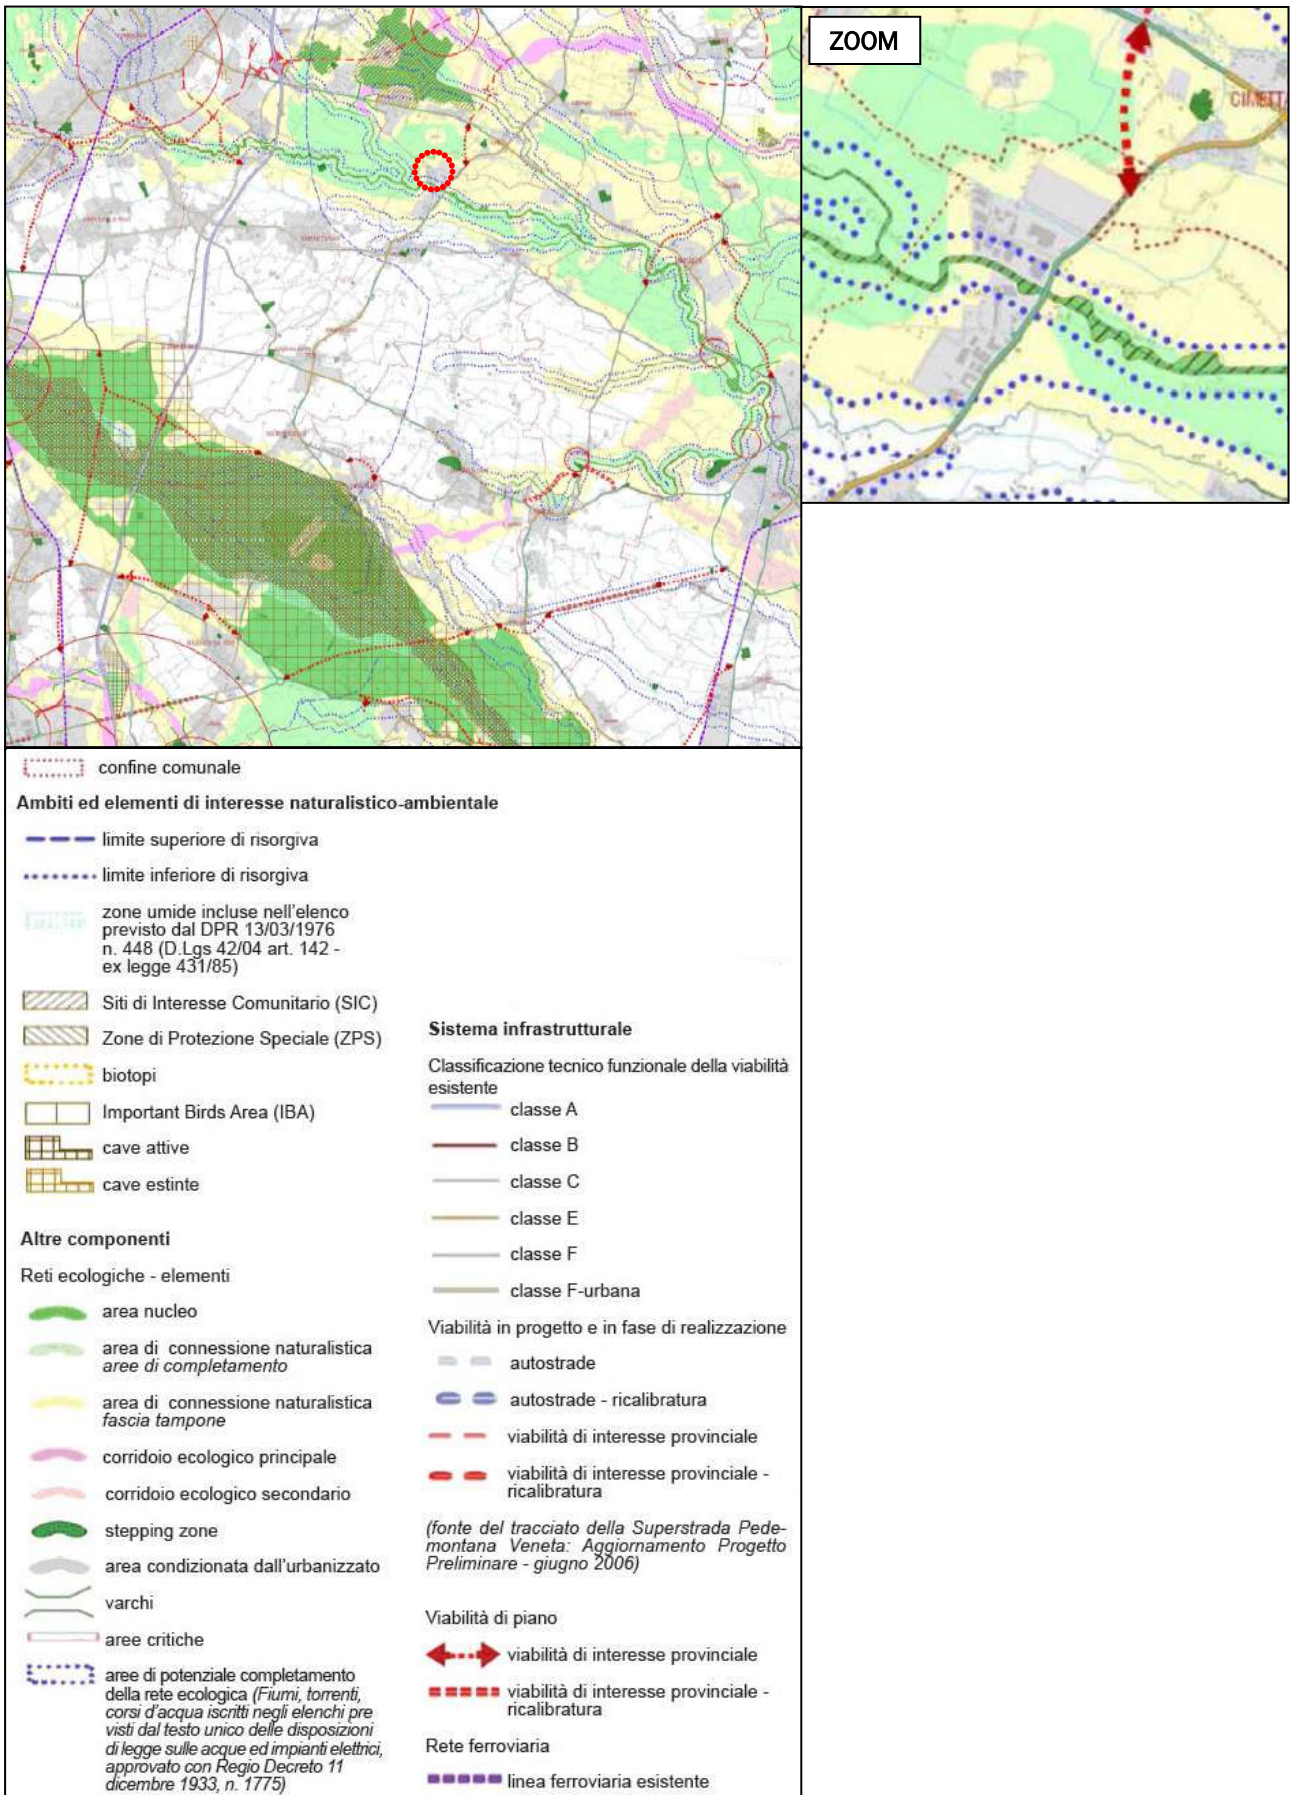 ZOOM
CIMETT
confine comunale
Ambiti ed elementi di interesse naturalistico-ambientale
limite superiore di risorgiva
limite inferiore di risorgiva
zone umide incluse nell'elenco
previsto dal DPR 13/03/1976
n. 448 (D.Lgs 42/04 art. 142 -
ex legge 431/85)
Siti di Interesse Comunitario (SIC)
Zone di Protezione Speciale (ZPS)
biotopi
Important Birds Area (IBA)
cave attive
cave estinte
Altre componenti
Reti ecologiche - elementi
area nucleo
area di connessione naturalistica
aree di completamento
area di connessione naturalistica
fascia tampone
corridoio ecologico principale
corridoio ecologico secondario
stepping zone
area condizionata dall'urbanizzato
varchi
aree critiche
aree di potenziale completamento
della rete ecologica (Fiumi, torrenti,
corsi d'acqua iscritti negli elenchi pre
visti dal testo unico delle disposizioni
di legge sulle acque ed impianti elettrici,
approvato con Regio Decreto 11
dicembre 1933, n. 1775)
Sistema infrastrutturale
Classificazione tecnico funzionale della viabilità
esistente
classe A
classe B
classe C
classe E
classe F
classe F-urbana
Viabilità in progetto e in fase di realizzazione
autostrade
autostrade - ricalibratura
viabilità di interesse provinciale
viabilità di interesse provinciale -
ricalibratura
(fonte del tracciato della Superstrada Pede-
montana Veneta: Aggiornamento Progetto
Preliminare - giugno 2006)
Viabilità di piano
viabilità di interesse provinciale
viabilità di interesse provinciale -
ricalibratura
Rete ferroviaria
linea ferroviaria esistente